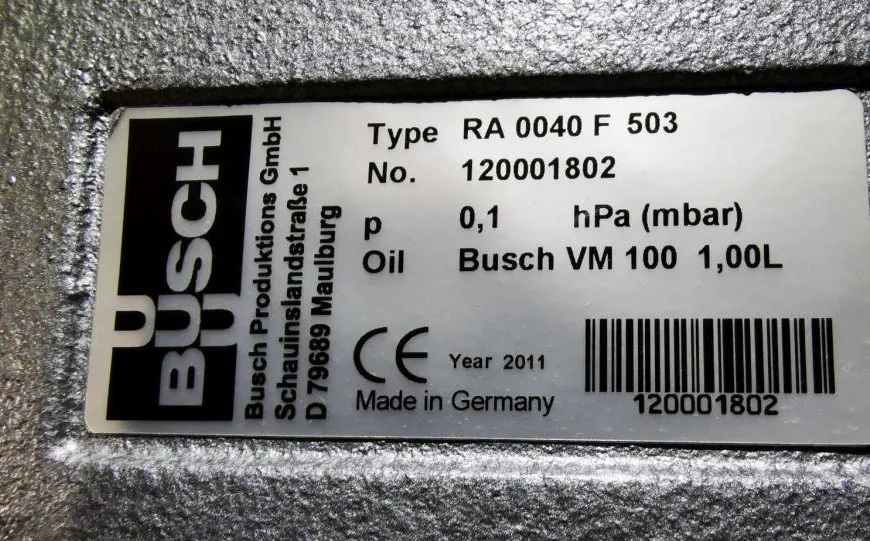 BUSCH
Busch Produktions GmbH
Schauinslandstraße 1
D 79689 Maulburg
Type RA 0040 F 503
No. 120001802
p 0,1 hPa (mbar)
Oil Busch VM 100 1,00L
CE Year 2011
Made in Germany
120001802